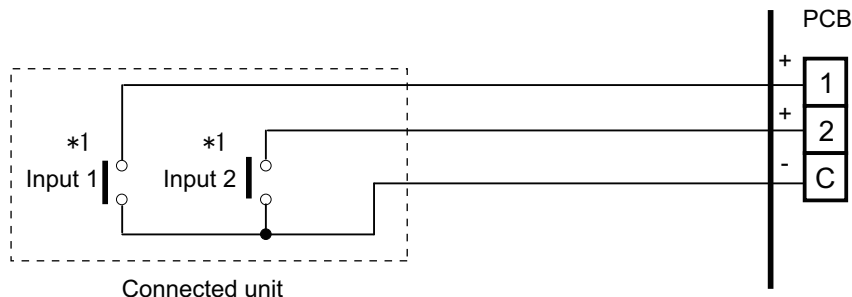 PCB
+
1
+
2
-
C
*1
*1
Input 1
Input 2
Connected unit